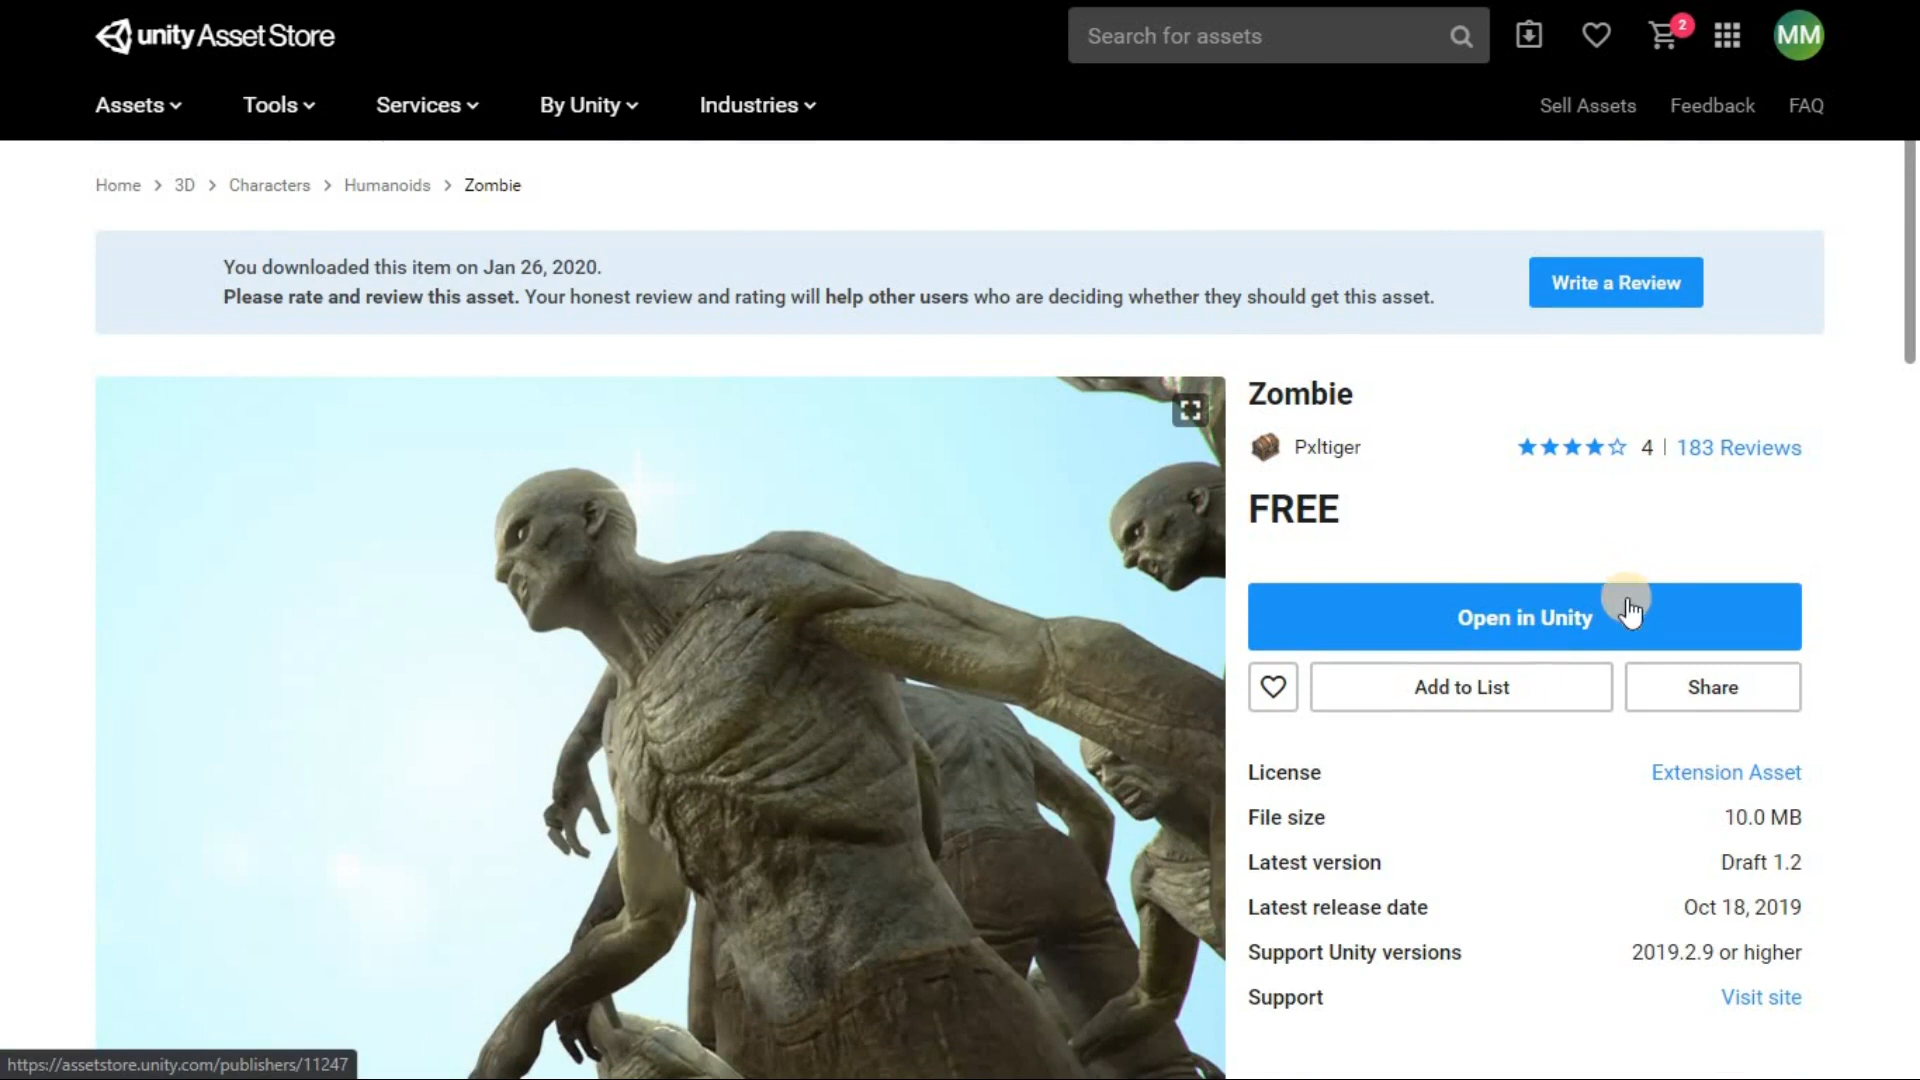 unity Asset Store
Search for assets
2
MM
Assets
Tools
Services
By Unity
Industries
Sell Assets
Feedback
FAQ
Home > 3D > Characters > Humanoids > Zombie
You downloaded this item on Jan 26, 2020.
Please rate and review this asset. Your honest review and rating will help other users who are deciding whether they should get this asset.
Write a Review
Zombie
Pxltiger
4 | 183 Reviews
FREE
Open in Unity
Add to List
Share
License Extension Asset
File size 10.0 MB
Latest version Draft 1.2
Latest release date Oct 18, 2019
Support Unity versions 2019.2.9 or higher
Support Visit site
https://assetstore.unity.com/publishers/11247